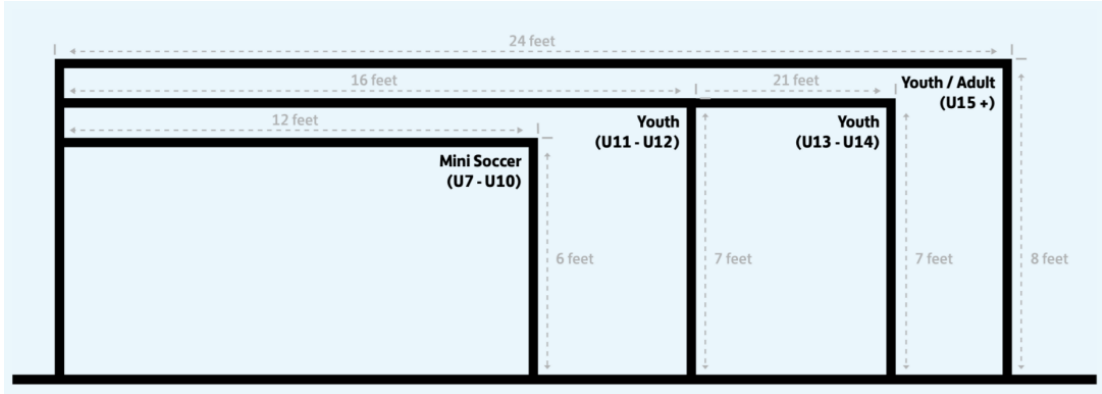 24 feet
16 feet
21 feet
Youth / Adult
(U15 +)
12 feet
Youth
(U11 - U12)
Youth
(U13 - U14)
Mini Soccer
(U7 - U10)
6 feet
7 feet
7 feet
8 feet